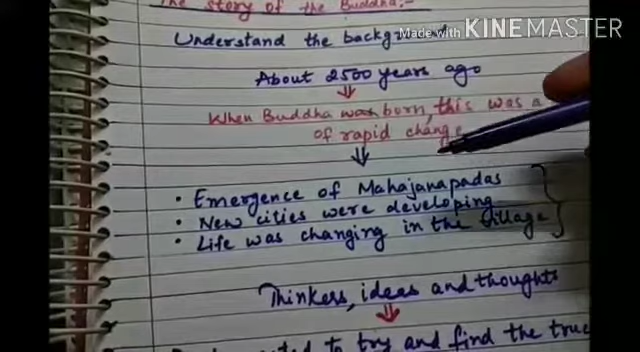 The story of the Buddha:-
Understand the background
Made with KINEMASTER
About 2500 years ago
When Buddha was born, this was a
of rapid change
• Emergence of Mahajanapadas
• New cities were developing
• Life was changing in the village
Thinkers, ideas and thoughts
to try and find the true